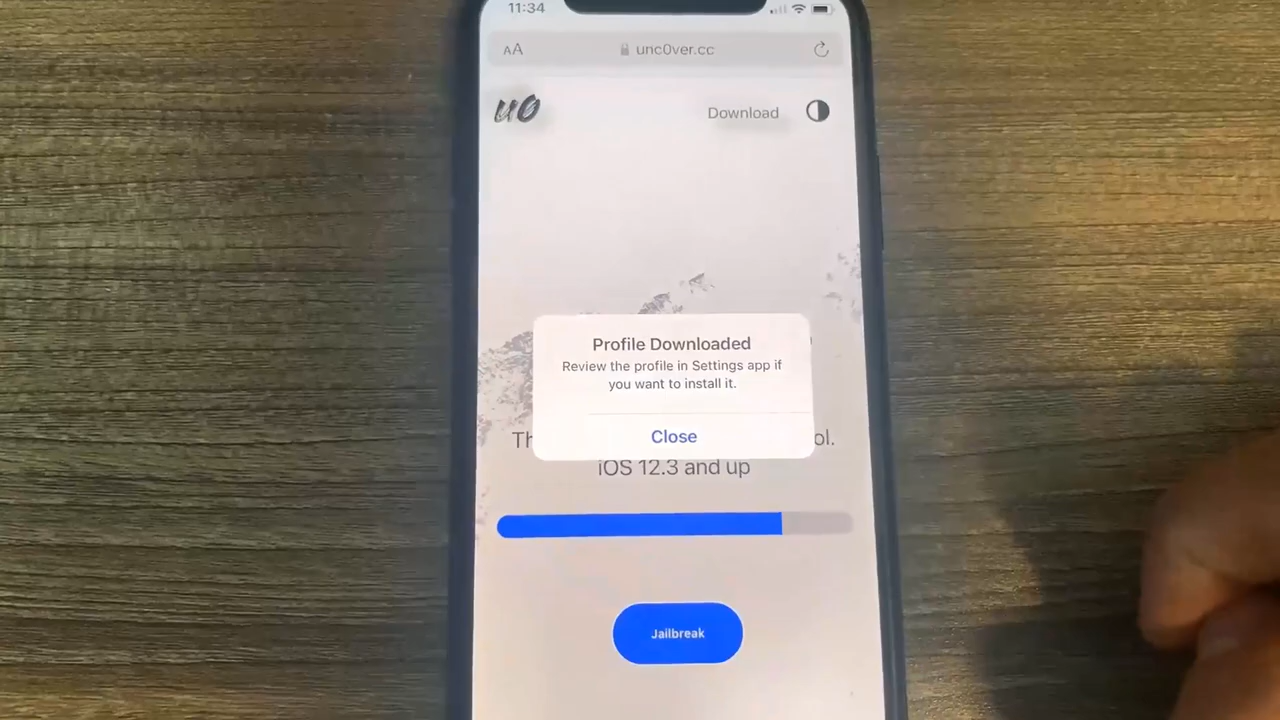 11:34
AA
unc0ver.cc
u0
Download
Profile Downloaded
Review the profile in Settings app if
you want to install it.
Close
Th
ol.
iOS 12.3 and up
Jailbreak